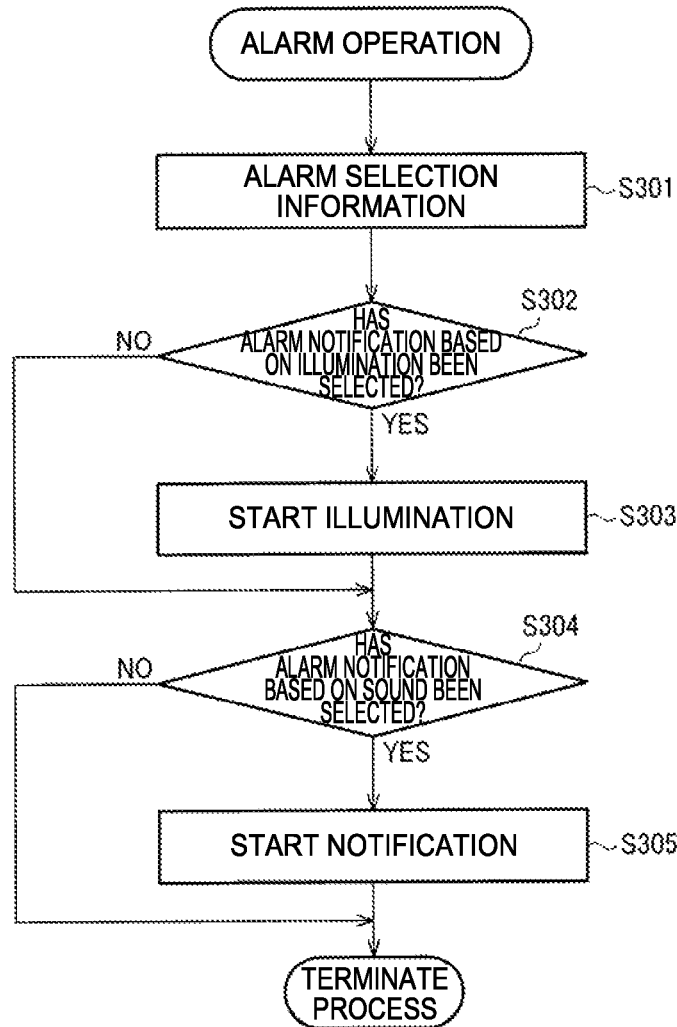 ALARM OPERATION
ALARM SELECTION
INFORMATION
S301
S302
HAS
ALARM NOTIFICATION BASED
ON ILLUMINATION BEEN
SELECTED?
NO
YES
START ILLUMINATION
S303
S304
HAS
ALARM NOTIFICATION
BASED ON SOUND BEEN
SELECTED?
NO
YES
START NOTIFICATION
S305
TERMINATE
PROCESS